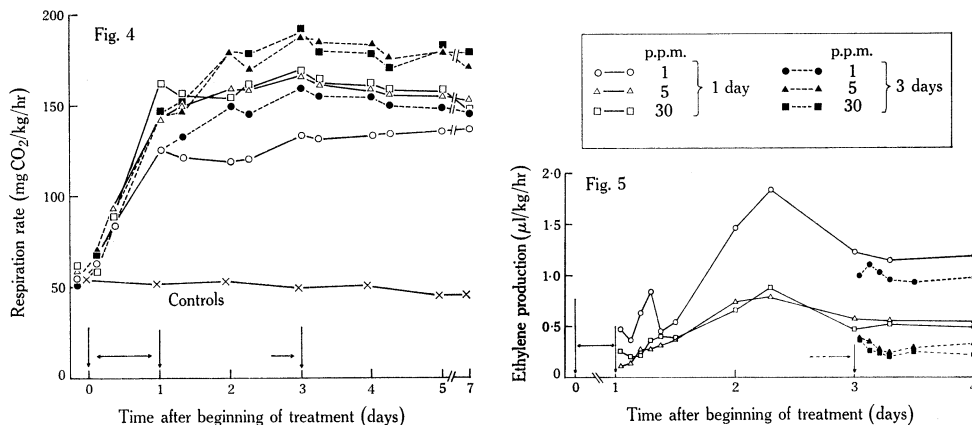 Fig. 4
Respiration rate (mg CO₂/kg/hr)
200
150
100
50
0
Controls
0 1 2 3 4 5 7
Time after beginning of treatment (days)
p.p.m. p.p.m.
1 1
5 1 day 5 3 days
30 30
Fig. 5
Ethylene production (μl/kg/hr)
2·0
1·5
1·0
0·5
0
0 1 2 3 4
Time after beginning of treatment (days)